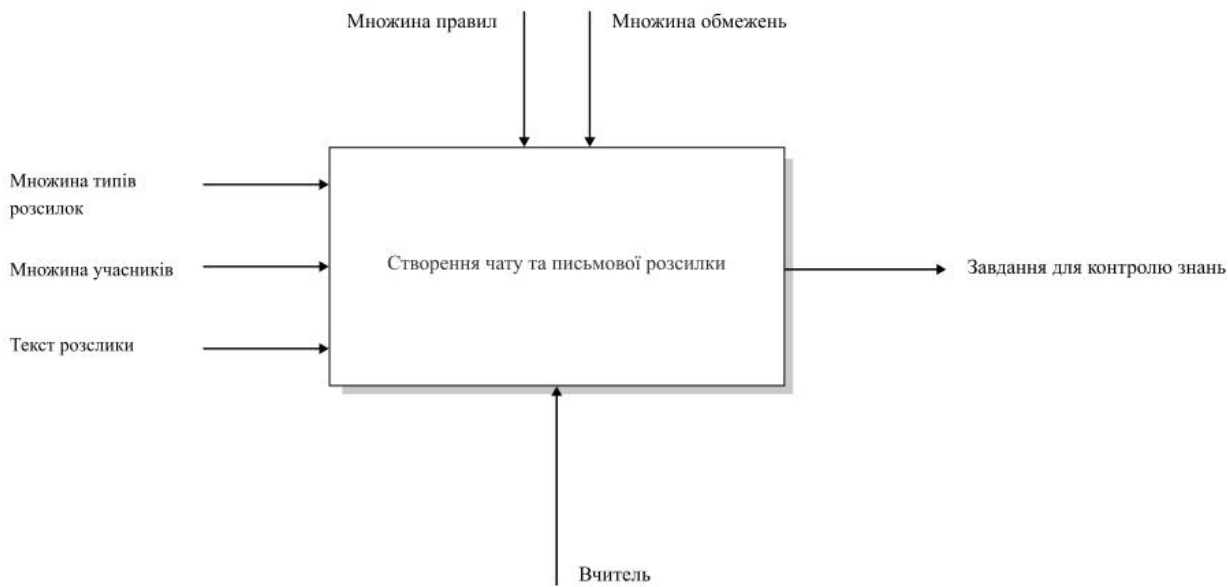 Множина правил
Множина обмежень
Множина типів
розсилок
Множина учасників
Створення чату та письмової розсилки
Завдання для контролю знань
Текст розслики
Вчитель